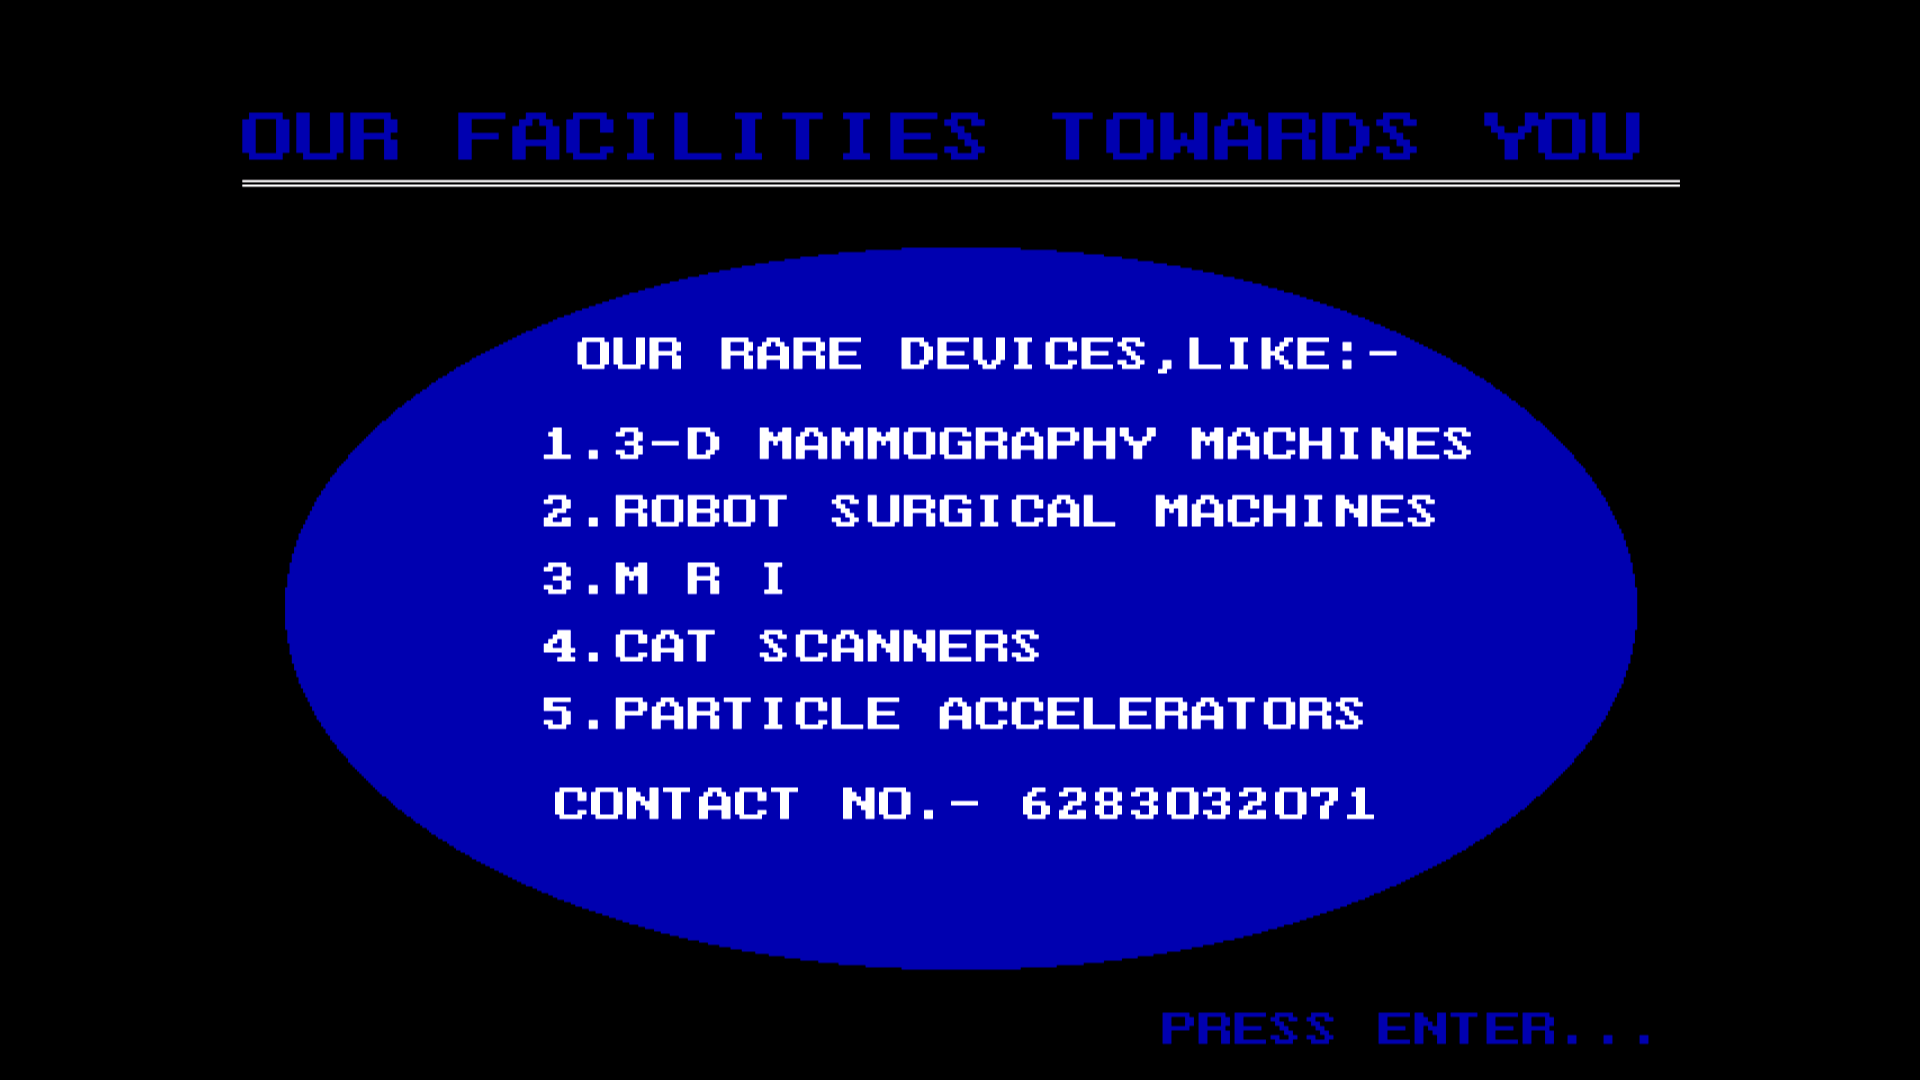 OUR FACILITIES TOWARDS YOU
OUR RARE DEVICES,LIKE:-
1.3-D MAMMOGRAPHY MACHINES
2.ROBOT SURGICAL MACHINES
3.M R I
4.CAT SCANNERS
5.PARTICLE ACCELERATORS
CONTACT NO.- 6283032071
PRESS ENTER...